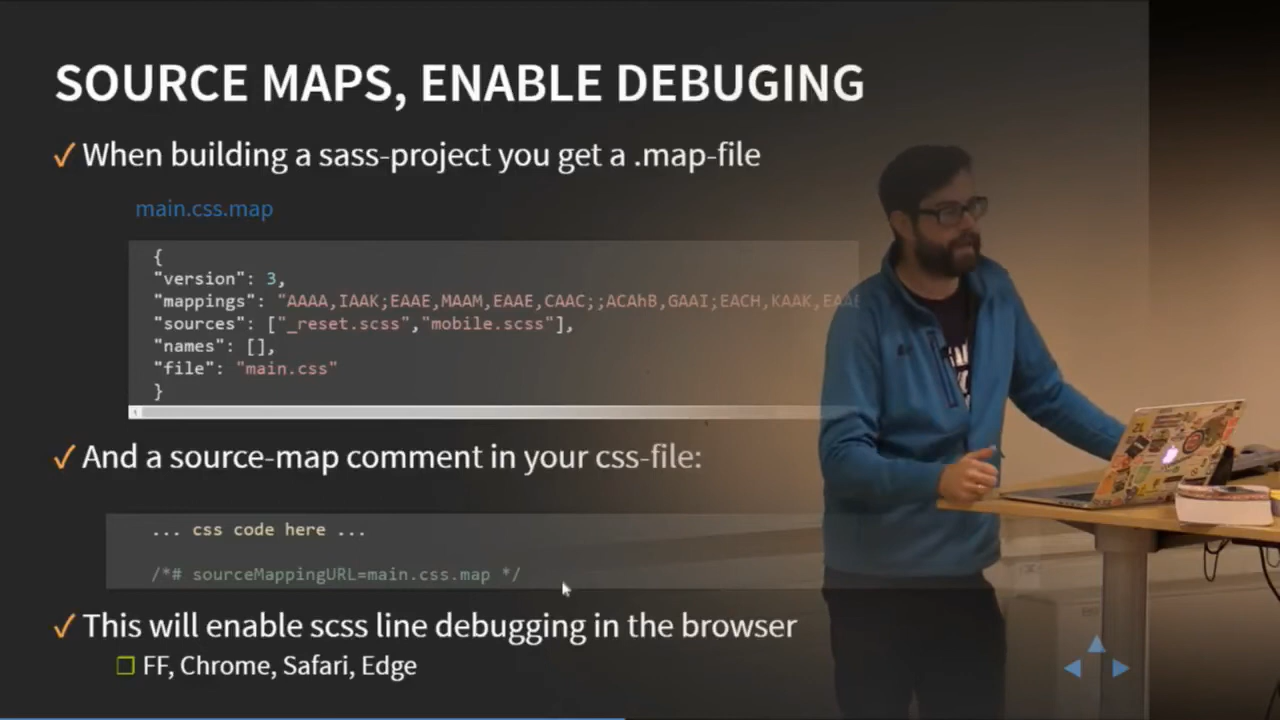 SOURCE MAPS, ENABLE DEBUGING
✓ When building a sass-project you get a .map-file
main.css.map
{
"version": 3,
"mappings": "AAAA,IAAK;EAAE,MAAM,EAAE,CAAC;;ACAhB,GAAI;EACH,KAAK,
"sources": ["_reset.scss","mobile.scss"],
"names": [],
"file": "main.css"
}
✓ And a source-map comment in your css-file:
... css code here ...
/*# sourceMappingURL=main.css.map */
✓ This will enable scss line debugging in the browser
FF, Chrome, Safari, Edge